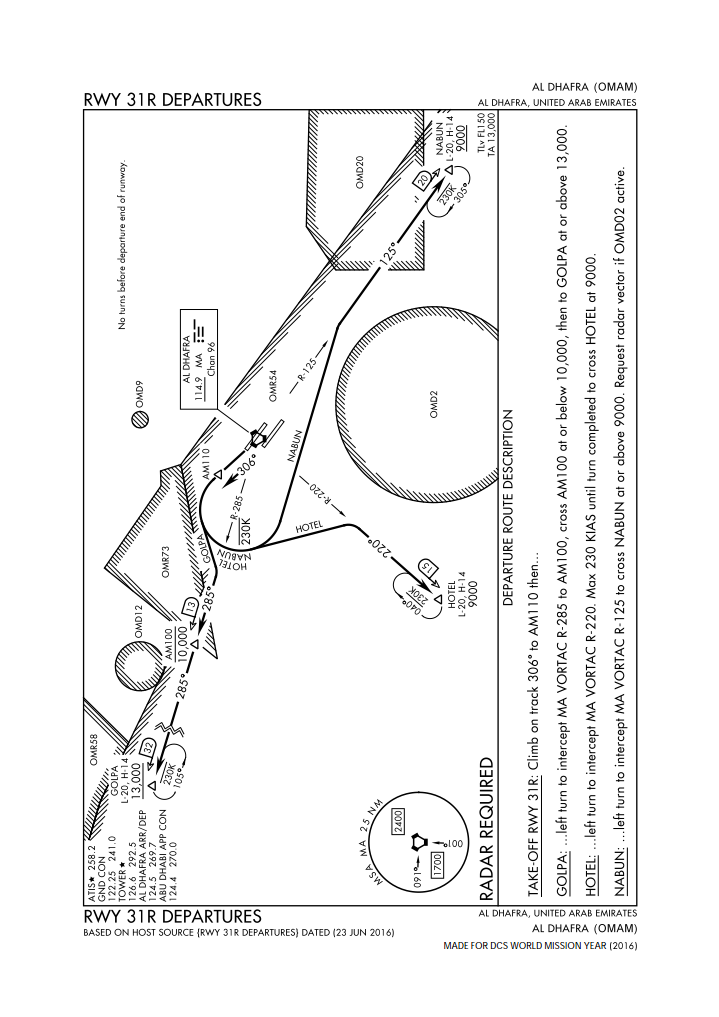 AL DHAFRA (OMAM)
RWY 31R DEPARTURES
AL DHAFRA, UNITED ARAB EMIRATES
ATIS★ 258.2
GND CON
122.25 241.0
TOWER★
126.6 292.5
AL DHAFRA ARR/DEP
124.5 269.7
ABU DHABI APP CON
124.4 270.0
No turns before departure end of runway.
TLv FL150
TA 13,000
OMR58
OMD12
OMR73
OMD9
OMR54
OMD20
OMD2
AL DHAFRA
114.9 MA
Chan 96
GOLPA
L-20, H-14
13,000
32
230K
105°
285°
AM100
10,000
13
285°
GOLPA
HOTEL
NABUN
230K
R-285
306°
AM110
NABUN
R-125
125°
NABUN
L-20, H-14
9000
20
230K
305°
HOTEL
R-220
220°
15
230K
040°
HOTEL
L-20, H-14
9000
MSA MA 25 NM
2400
1700
091°
001°
RADAR REQUIRED
DEPARTURE ROUTE DESCRIPTION
TAKE-OFF RWY 31R: Climb on track 306° to AM110 then...
GOLPA: ...left turn to intercept MA VORTAC R-285 to AM100, cross AM100 at or below 10,000, then to GOLPA at or above 13,000.
HOTEL: ...left turn to intercept MA VORTAC R-220. Max 230 KIAS until turn completed to cross HOTEL at 9000.
NABUN: ...left turn to intercept MA VORTAC R-125 to cross NABUN at or above 9000. Request radar vector if OMD02 active.
RWY 31R DEPARTURES
AL DHAFRA, UNITED ARAB EMIRATES
BASED ON HOST SOURCE {RWY 31R DEPARTURES} DATED (23 JUN 2016)
AL DHAFRA (OMAM)
MADE FOR DCS WORLD MISSION YEAR (2016)